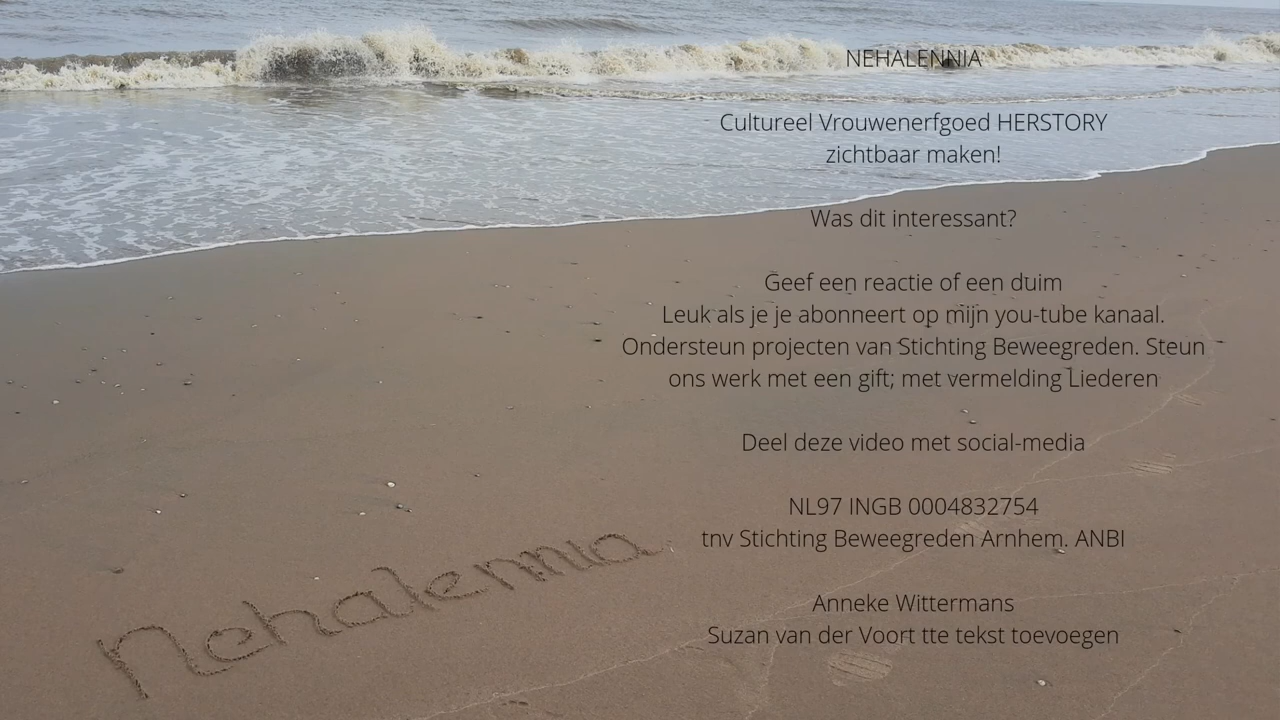 NEHALENNIA
Cultureel Vrouwenerfgoed HERSTORY
zichtbaar maken!
Was dit interessant?
Geef een reactie of een duim
Leuk als je je abonneert op mijn you-tube kanaal.
Ondersteun projecten van Stichting Beweegreden. Steun
ons werk met een gift; met vermelding Liederen
Deel deze video met social-media
NL97 INGB 0004832754
tnv Stichting Beweegreden Arnhem. ANBI
Anneke Wittermans
Suzan van der Voort tte tekst toevoegen
Nehalennia